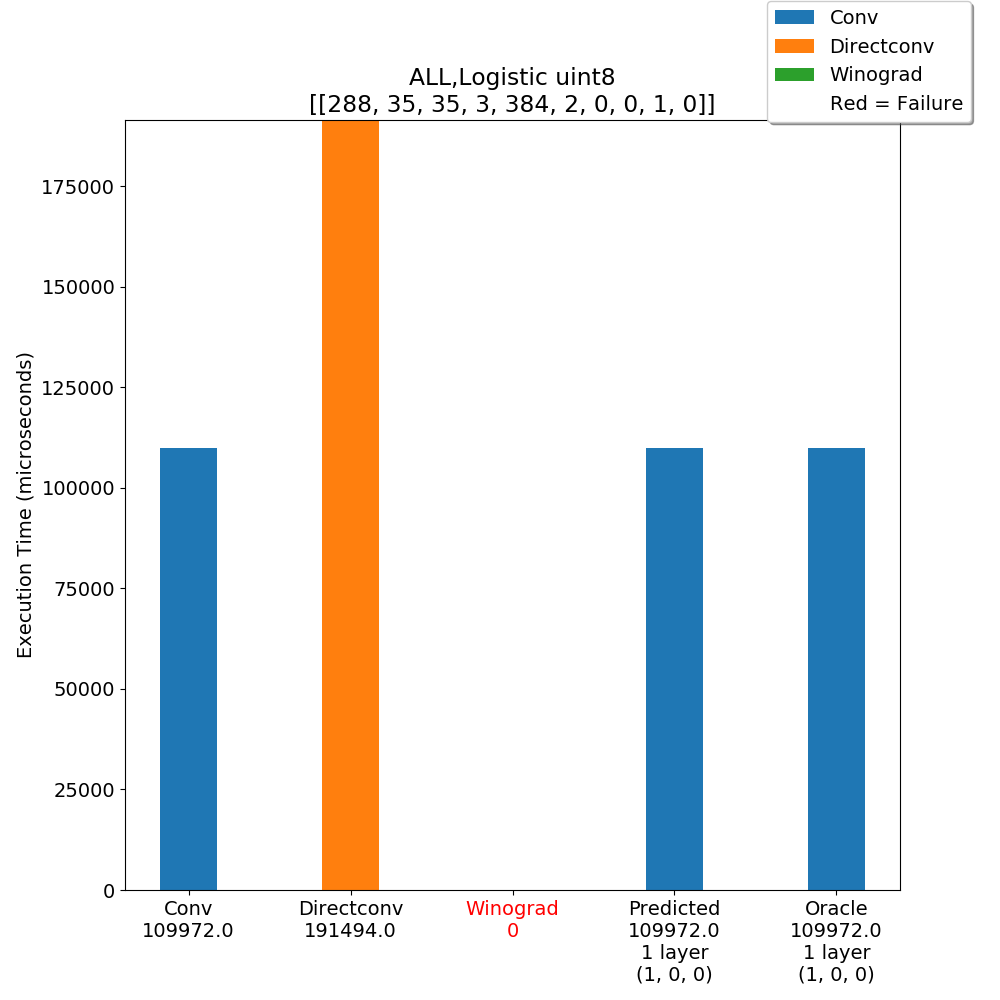 Conv
Directconv
Winograd
Red = Failure
ALL,Logistic uint8
[[288, 35, 35, 3, 384, 2, 0, 0, 1, 0]]
Execution Time (microseconds)
175000
150000
125000
100000
75000
50000
25000
0
Conv
109972.0
Directconv
191494.0
Winograd
0
Predicted
109972.0
1 layer
(1, 0, 0)
Oracle
109972.0
1 layer
(1, 0, 0)